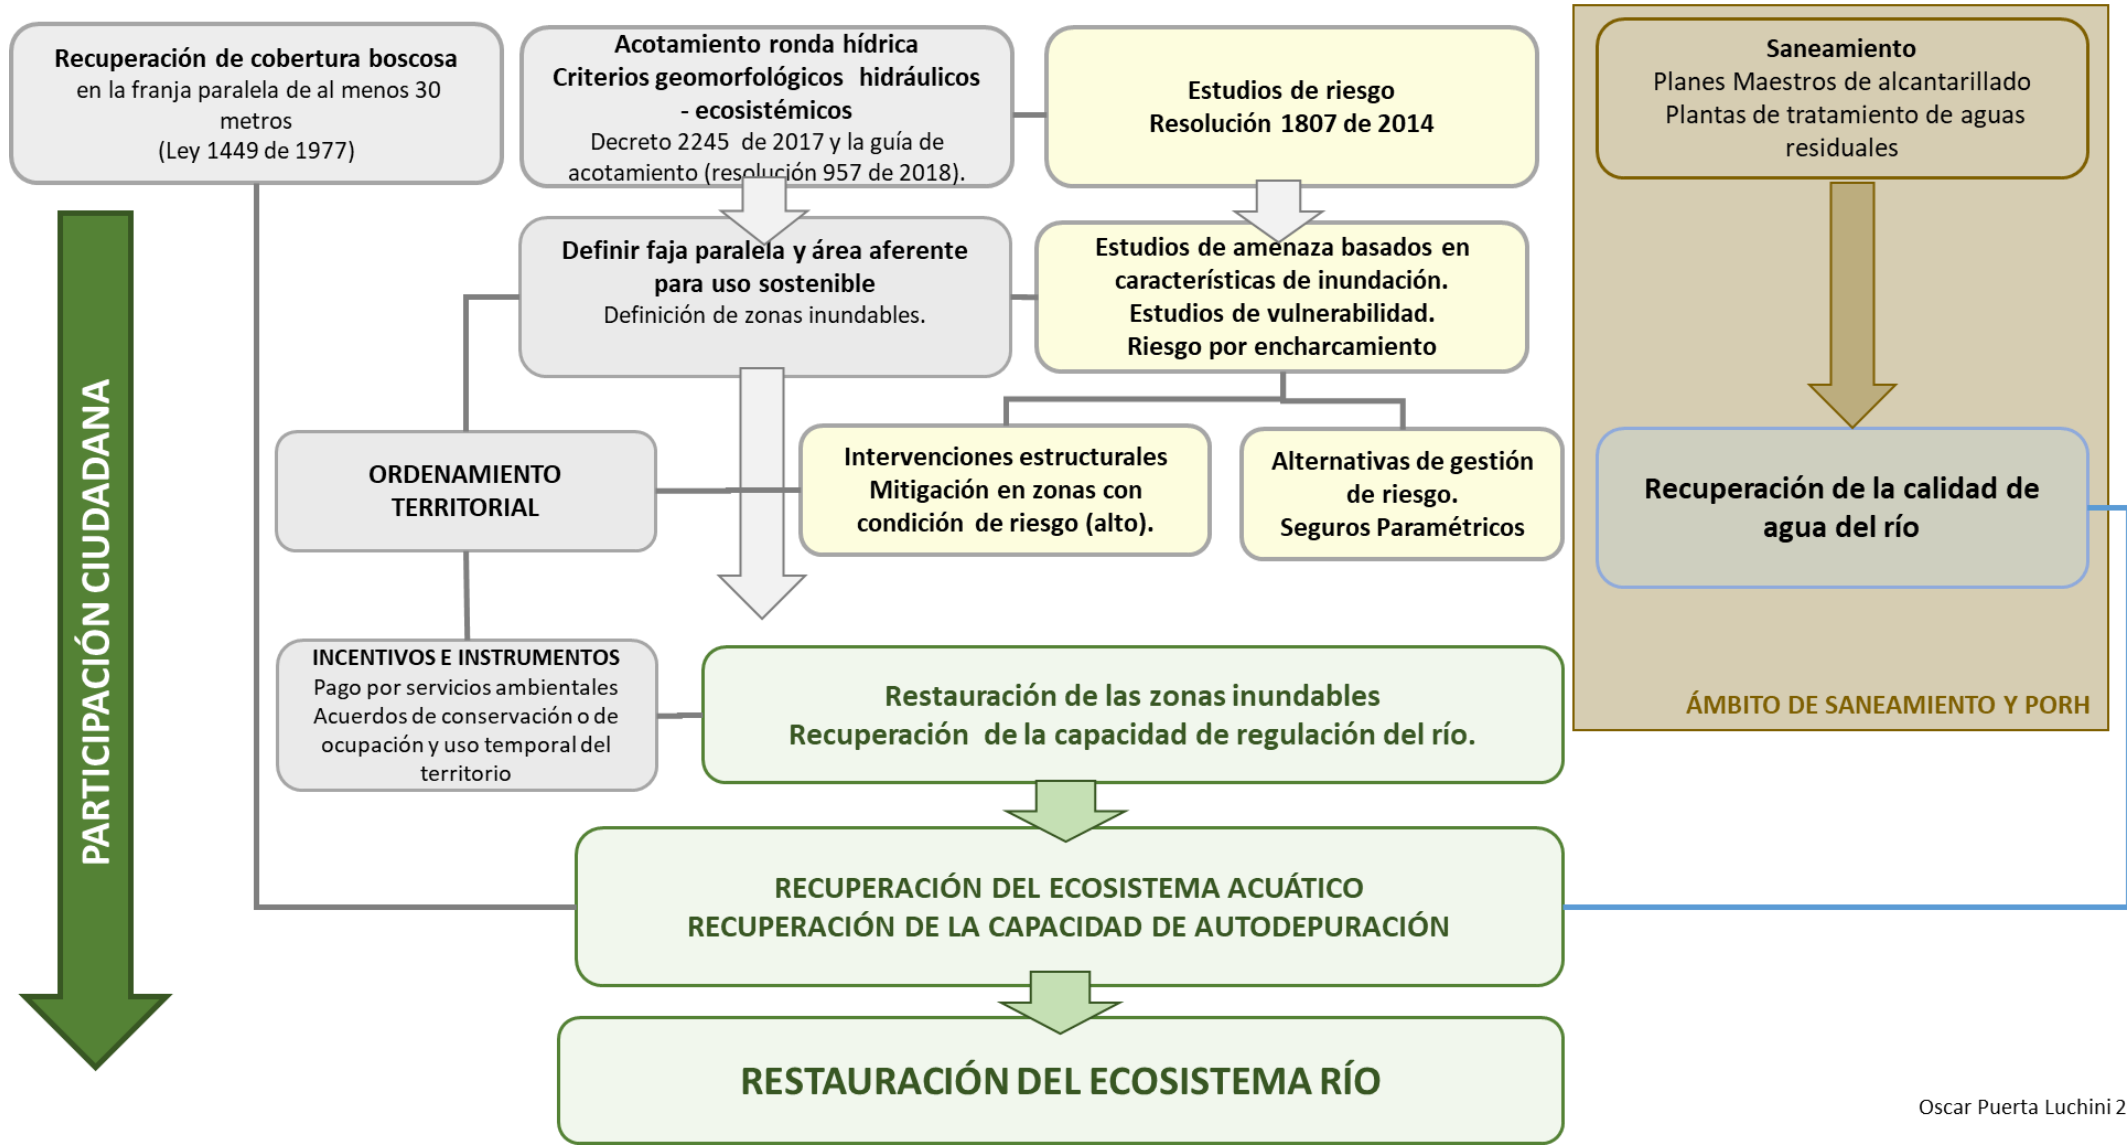 Recuperación de cobertura boscosa
en la franja paralela de al menos 30
metros
(Ley 1449 de 1977)
Acotamiento ronda hídrica
Criterios geomorfológicos hidráulicos
- ecosistémicos
Decreto 2245 de 2017 y la guía de
acotamiento (resolución 957 de 2018).
Estudios de riesgo
Resolución 1807 de 2014
Saneamiento
Planes Maestros de alcantarillado
Plantas de tratamiento de aguas
residuales
Definir faja paralela y área aferente
para uso sostenible
Definición de zonas inundables.
Estudios de amenaza basados en
características de inundación.
Estudios de vulnerabilidad.
Riesgo por encharcamiento
PARTICIPACIÓN CIUDADANA
ORDENAMIENTO
TERRITORIAL
Intervenciones estructurales
Mitigación en zonas con
condición de riesgo (alto).
Alternativas de gestión
de riesgo.
Seguros Paramétricos
Recuperación de la calidad de
agua del río
INCENTIVOS E INSTRUMENTOS
Pago por servicios ambientales
Acuerdos de conservación o de
ocupación y uso temporal del
territorio
Restauración de las zonas inundables
Recuperación de la capacidad de regulación del río.
ÁMBITO DE SANEAMIENTO Y PORH
RECUPERACIÓN DEL ECOSISTEMA ACUÁTICO
RECUPERACIÓN DE LA CAPACIDAD DE AUTODEPURACIÓN
RESTAURACIÓN DEL ECOSISTEMA RÍO
Oscar Puerta Luchini 2